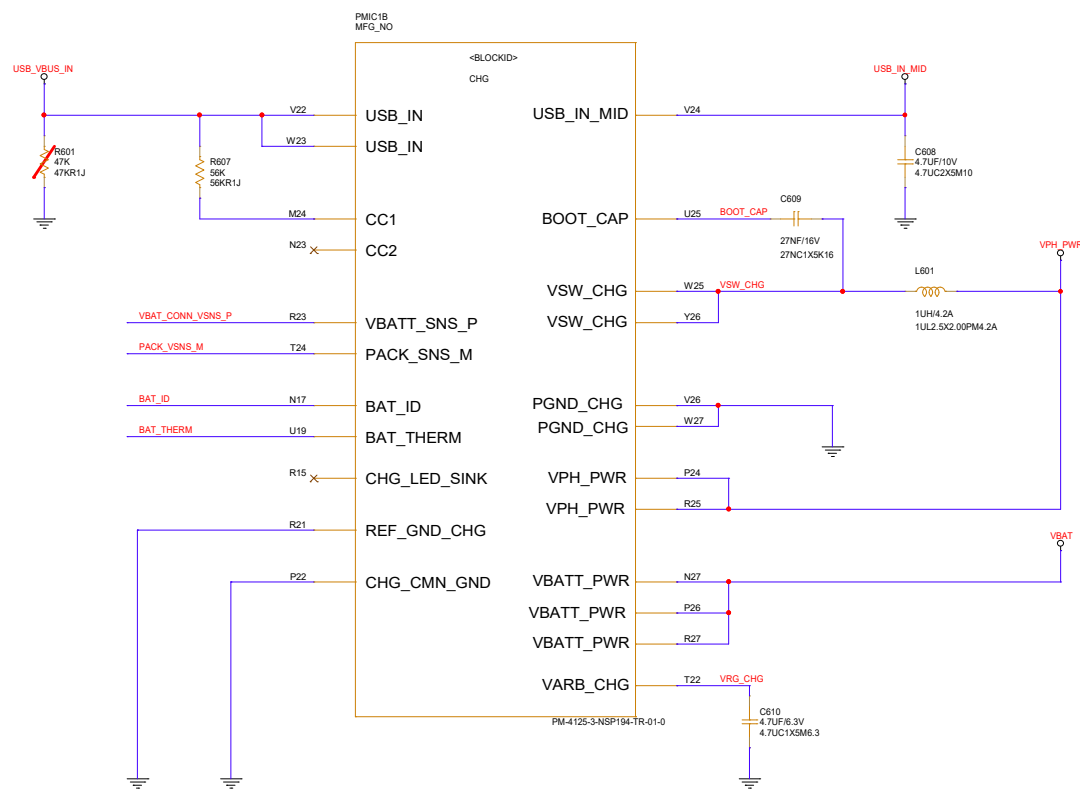 PMIC1B
MFG_NO
<BLOCKID>
CHG
USB_VBUS_IN
USB_IN_MID
V22
USB_IN
USB_IN_MID
V24
W23
USB_IN
R601
47K
47KR1J
R607
56K
56KR1J
C608
4.7UF/10V
4.7UC2X5M10
M24
CC1
BOOT_CAP
U25
BOOT_CAP
C609
27NF/16V
27NC1X5K16
N23
CC2
VPH_PWR
VSW_CHG
W25
VSW_CHG
L601
1UH/4.2A
1UL2.5X2.00PM4.2A
VBAT_CONN_VSNS_P
R23
VBATT_SNS_P
VSW_CHG
Y26
PACK_VSNS_M
T24
PACK_SNS_M
BAT_ID
N17
BAT_ID
PGND_CHG
V26
BAT_THERM
U19
BAT_THERM
PGND_CHG
W27
R15
CHG_LED_SINK
VPH_PWR
P24
VPH_PWR
R25
R21
REF_GND_CHG
VBAT
P22
CHG_CMN_GND
VBATT_PWR
N27
VBATT_PWR
P26
VBATT_PWR
R27
VARB_CHG
T22
VRG_CHG
C610
4.7UF/6.3V
4.7UC1X5M6.3
PM-4125-3-NSP194-TR-01-0